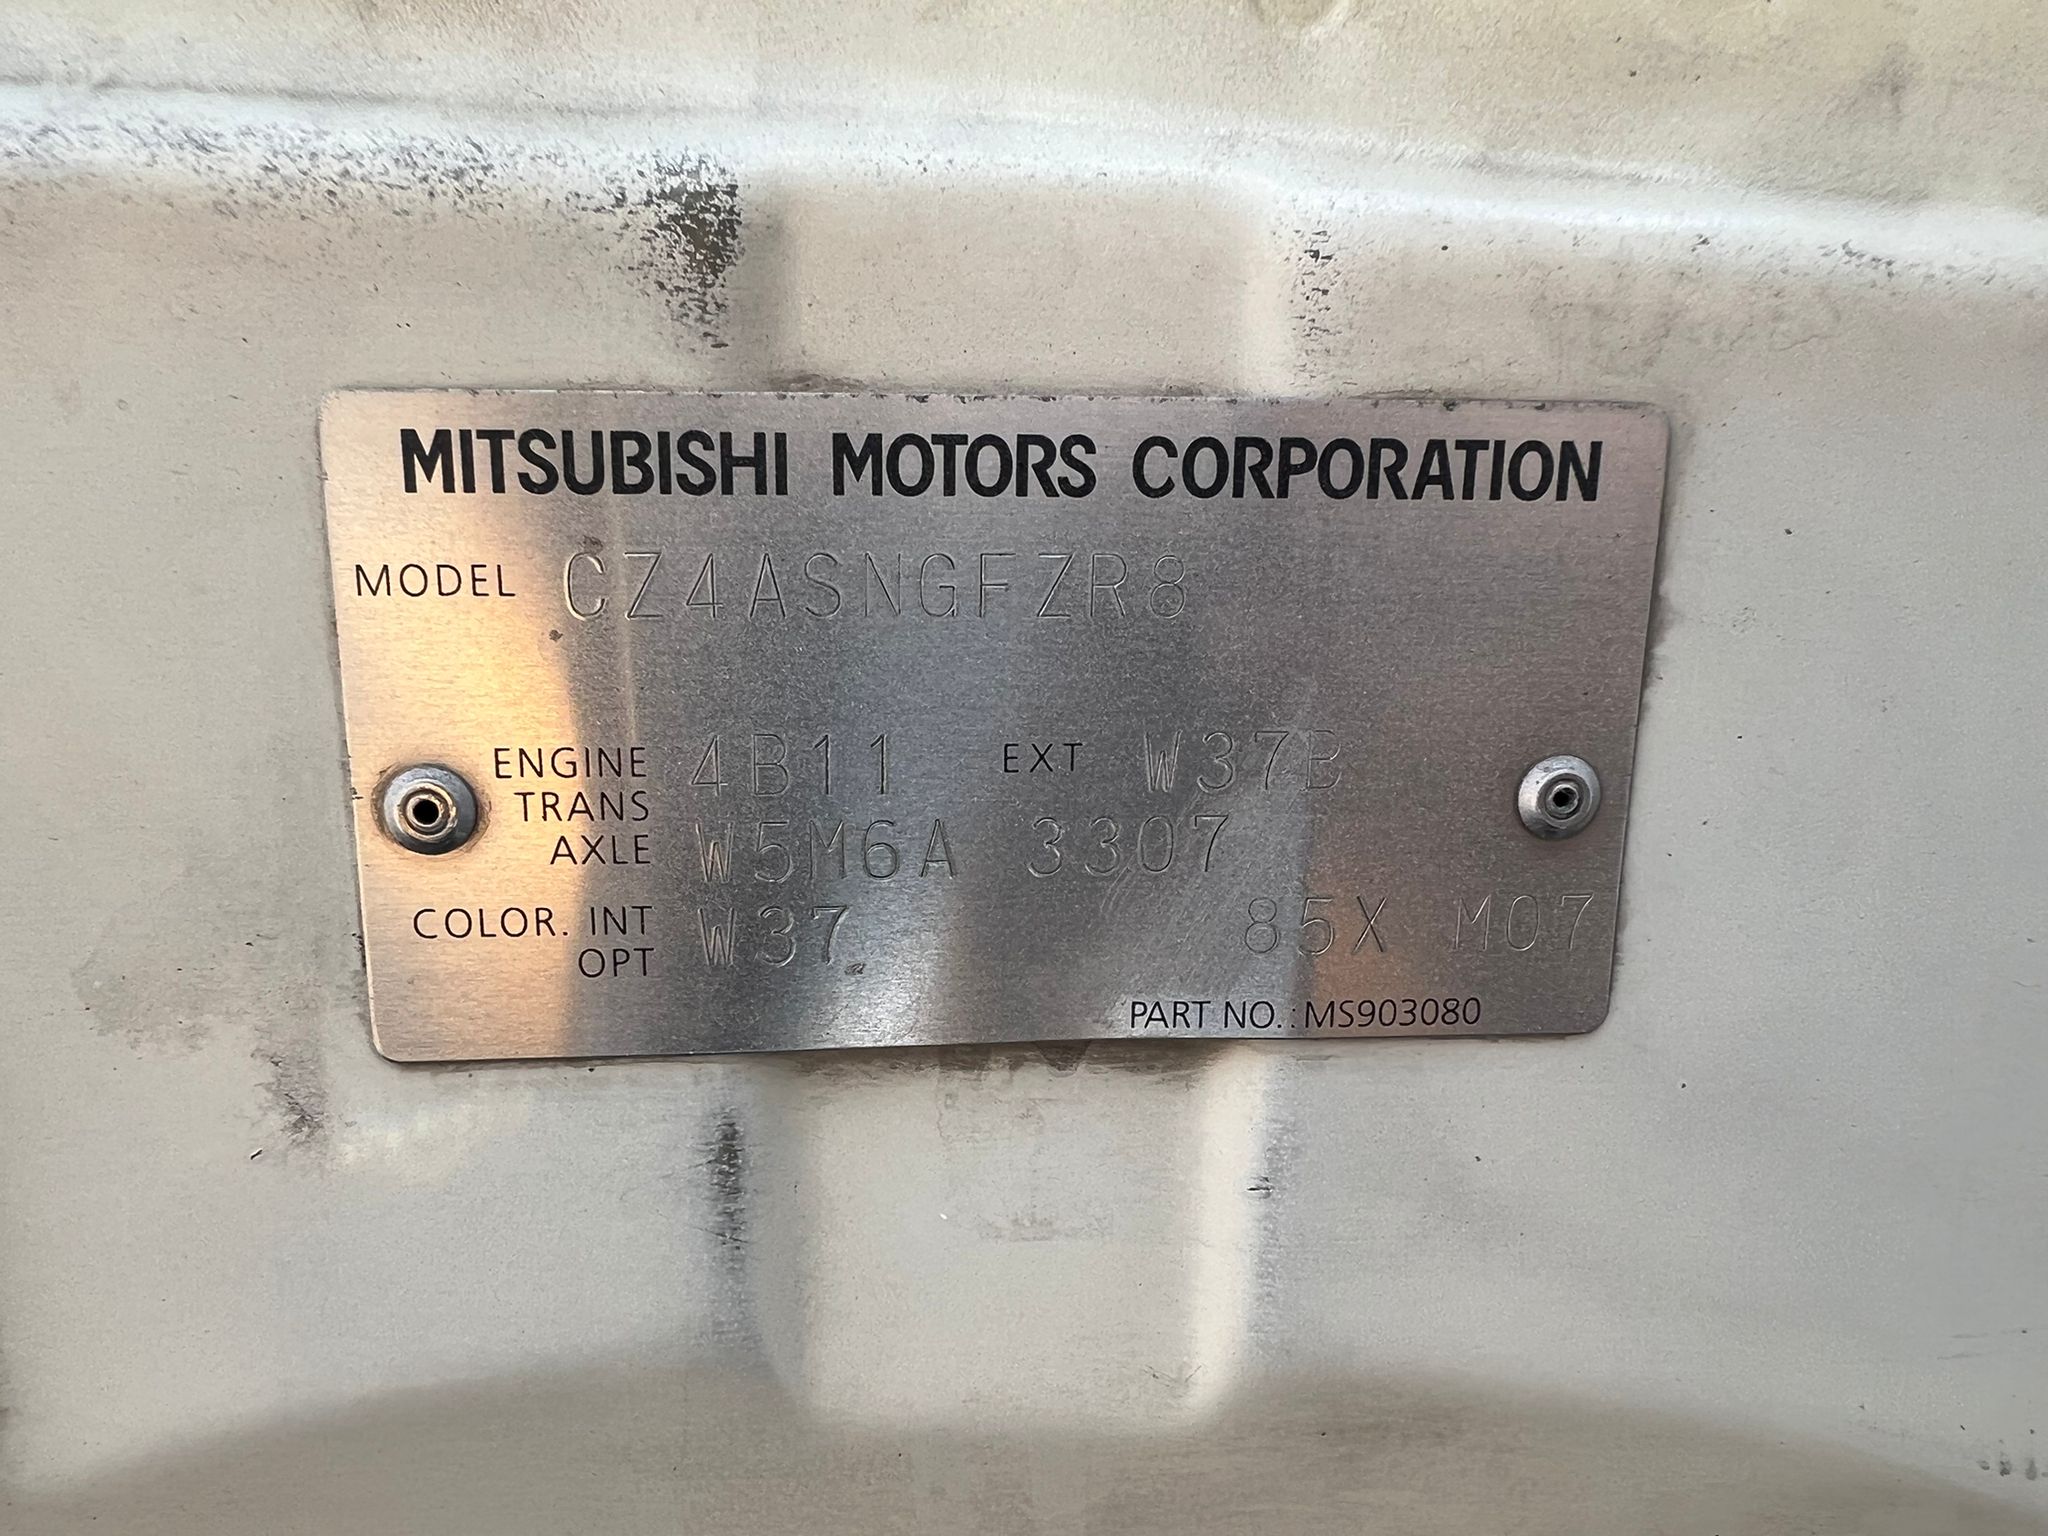 MITSUBISHI MOTORS CORPORATION
MODEL CZ4ASNGFZR8
ENGINE 4B11 EXT W37B
TRANS
AXLE W5M6A 3307
COLOR. INT
OPT W37 85X M07
PART NO.: MS903080